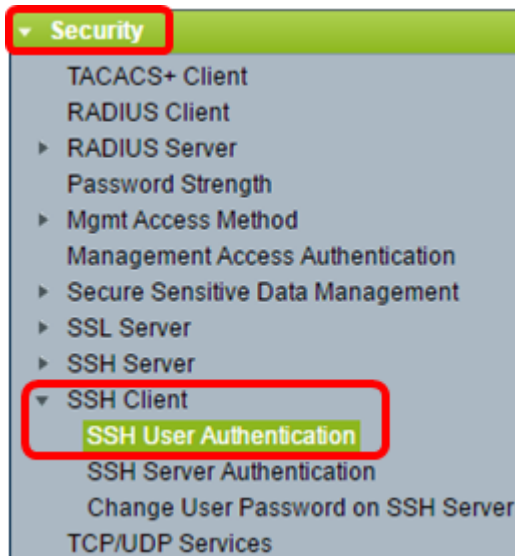 Security
TACACS+ Client
RADIUS Client
RADIUS Server
Password Strength
Mgmt Access Method
Management Access Authentication
Secure Sensitive Data Management
SSL Server
SSH Server
SSH Client
SSH User Authentication
SSH Server Authentication
Change User Password on SSH Server
TCP/UDP Services